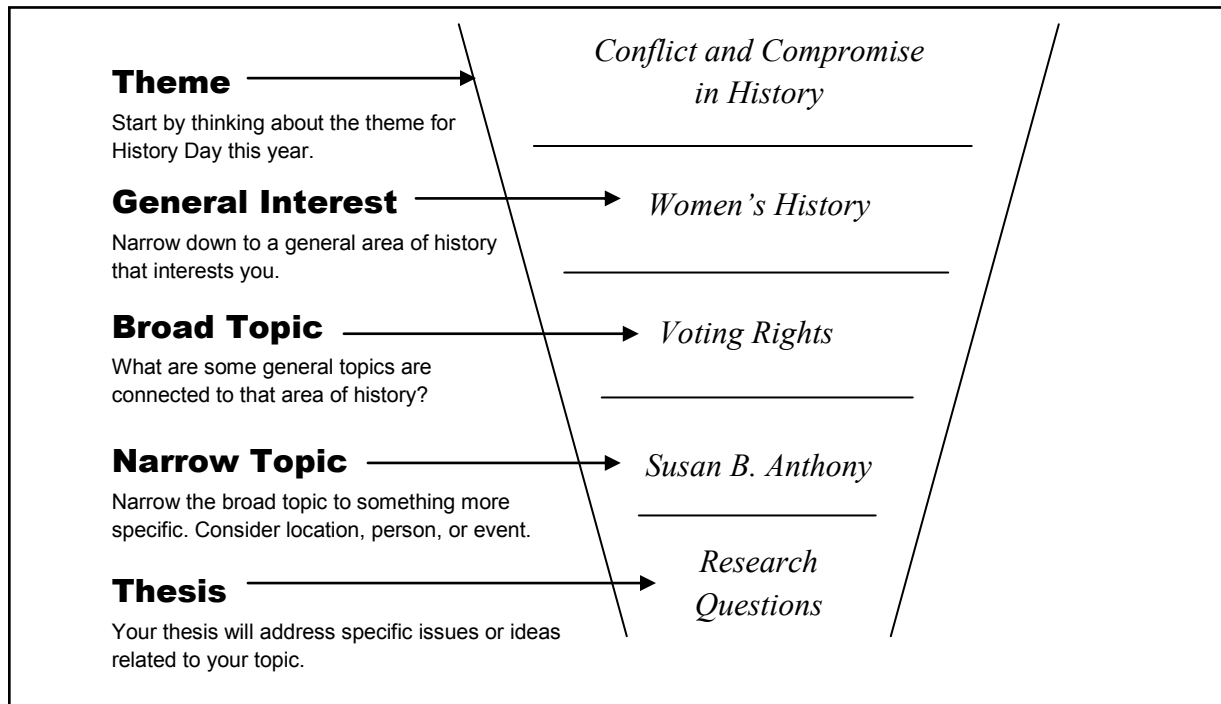 Theme
Start by thinking about the theme for
History Day this year.
Conflict and Compromise
in History
General Interest
Narrow down to a general area of history
that interests you.
Women’s History
Broad Topic
What are some general topics are
connected to that area of history?
Voting Rights
Narrow Topic
Narrow the broad topic to something more
specific. Consider location, person, or event.
Susan B. Anthony
Thesis
Your thesis will address specific issues or ideas
related to your topic.
Research
Questions